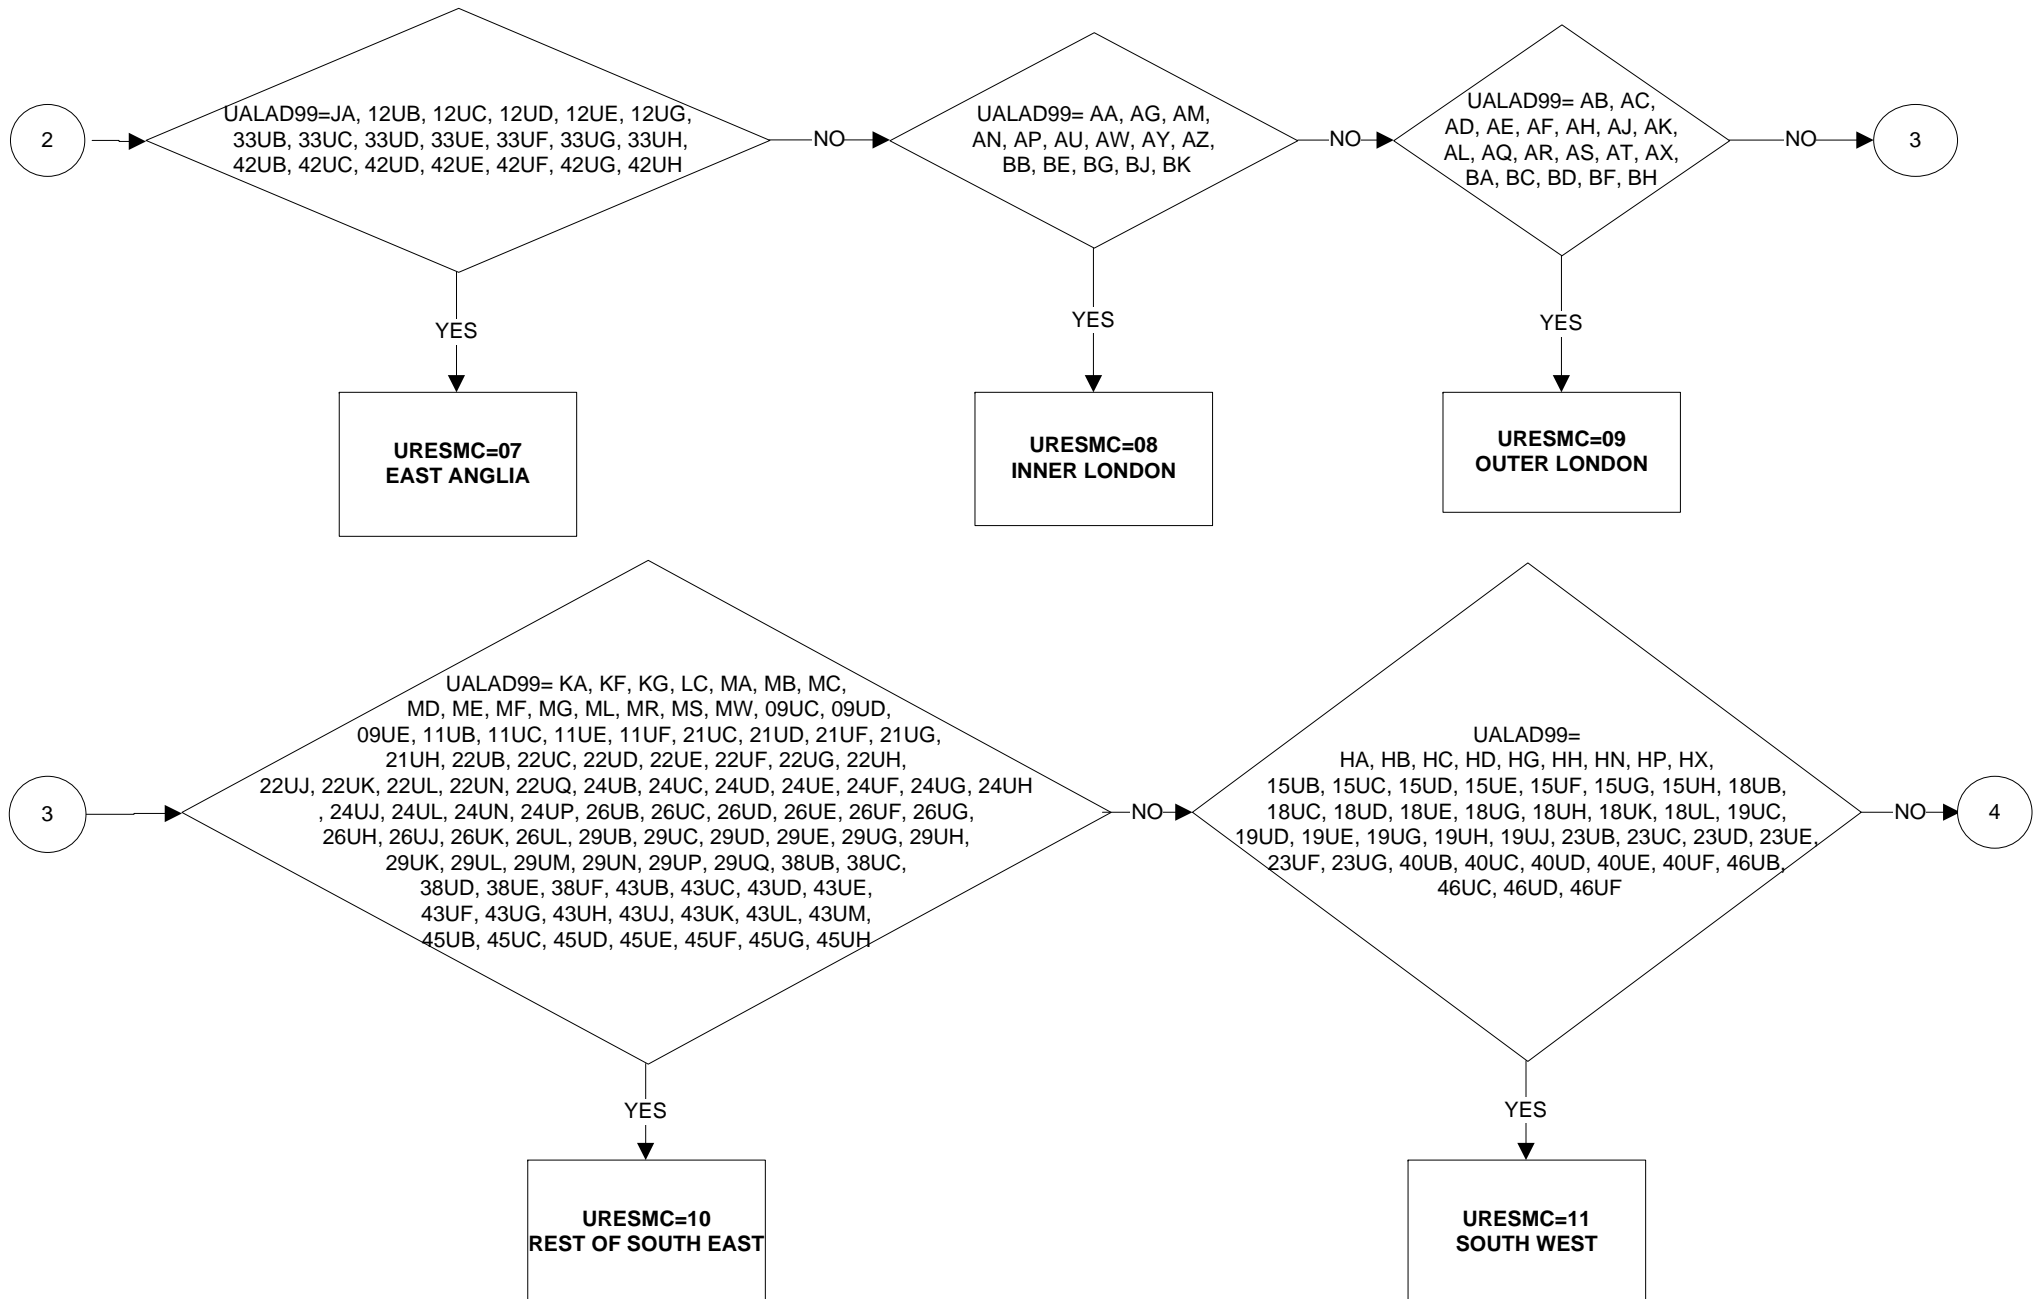 2
UALAD99=JA, 12UB, 12UC, 12UD, 12UE, 12UG,
33UB, 33UC, 33UD, 33UE, 33UF, 33UG, 33UH,
42UB, 42UC, 42UD, 42UE, 42UF, 42UG, 42UH
NO
UALAD99= AA, AG, AM,
AN, AP, AU, AW, AY, AZ,
BB, BE, BG, BJ, BK
NO
UALAD99= AB, AC,
AD, AE, AF, AH, AJ, AK,
AL, AQ, AR, AS, AT, AX,
BA, BC, BD, BF, BH
NO
3
YES
YES
YES
URESMC=07
EAST ANGLIA
URESMC=08
INNER LONDON
URESMC=09
OUTER LONDON
3
UALAD99= KA, KF, KG, LC, MA, MB, MC,
MD, ME, MF, MG, ML, MR, MS, MW, 09UC, 09UD,
09UE, 11UB, 11UC, 11UE, 11UF, 21UC, 21UD, 21UF, 21UG,
21UH, 22UB, 22UC, 22UD, 22UE, 22UF, 22UG, 22UH,
22UJ, 22UK, 22UL, 22UN, 22UQ, 24UB, 24UC, 24UD, 24UE, 24UF, 24UG, 24UH
, 24UJ, 24UL, 24UN, 24UP, 26UB, 26UC, 26UD, 26UE, 26UF, 26UG,
26UH, 26UJ, 26UK, 26UL, 29UB, 29UC, 29UD, 29UE, 29UG, 29UH,
29UK, 29UL, 29UM, 29UN, 29UP, 29UQ, 38UB, 38UC,
38UD, 38UE, 38UF, 43UB, 43UC, 43UD, 43UE,
43UF, 43UG, 43UH, 43UJ, 43UK, 43UL, 43UM,
45UB, 45UC, 45UD, 45UE, 45UF, 45UG, 45UH
NO
UALAD99=
HA, HB, HC, HD, HG, HH, HN, HP, HX,
15UB, 15UC, 15UD, 15UE, 15UF, 15UG, 15UH, 18UB,
18UC, 18UD, 18UE, 18UG, 18UH, 18UK, 18UL, 19UC,
19UD, 19UE, 19UG, 19UH, 19UJ, 23UB, 23UC, 23UD, 23UE,
23UF, 23UG, 40UB, 40UC, 40UD, 40UE, 40UF, 46UB,
46UC, 46UD, 46UF
NO
4
YES
YES
URESMC=10
REST OF SOUTH EAST
URESMC=11
SOUTH WEST